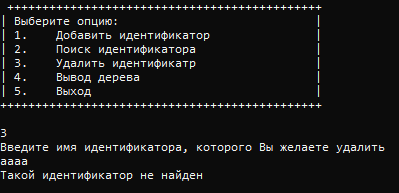 ++++++++++++++++++++++++++++++++++++++++++++++
| Выберите опцию: |
| 1. Добавить идентификатор |
| 2. Поиск идентификатора |
| 3. Удалить идентификатр |
| 4. Вывод дерева |
| 5. Выход |
++++++++++++++++++++++++++++++++++++++++++++++
3
Введите имя идентификатора, которого Вы желаете удалить
аааа
Такой идентификатор не найден